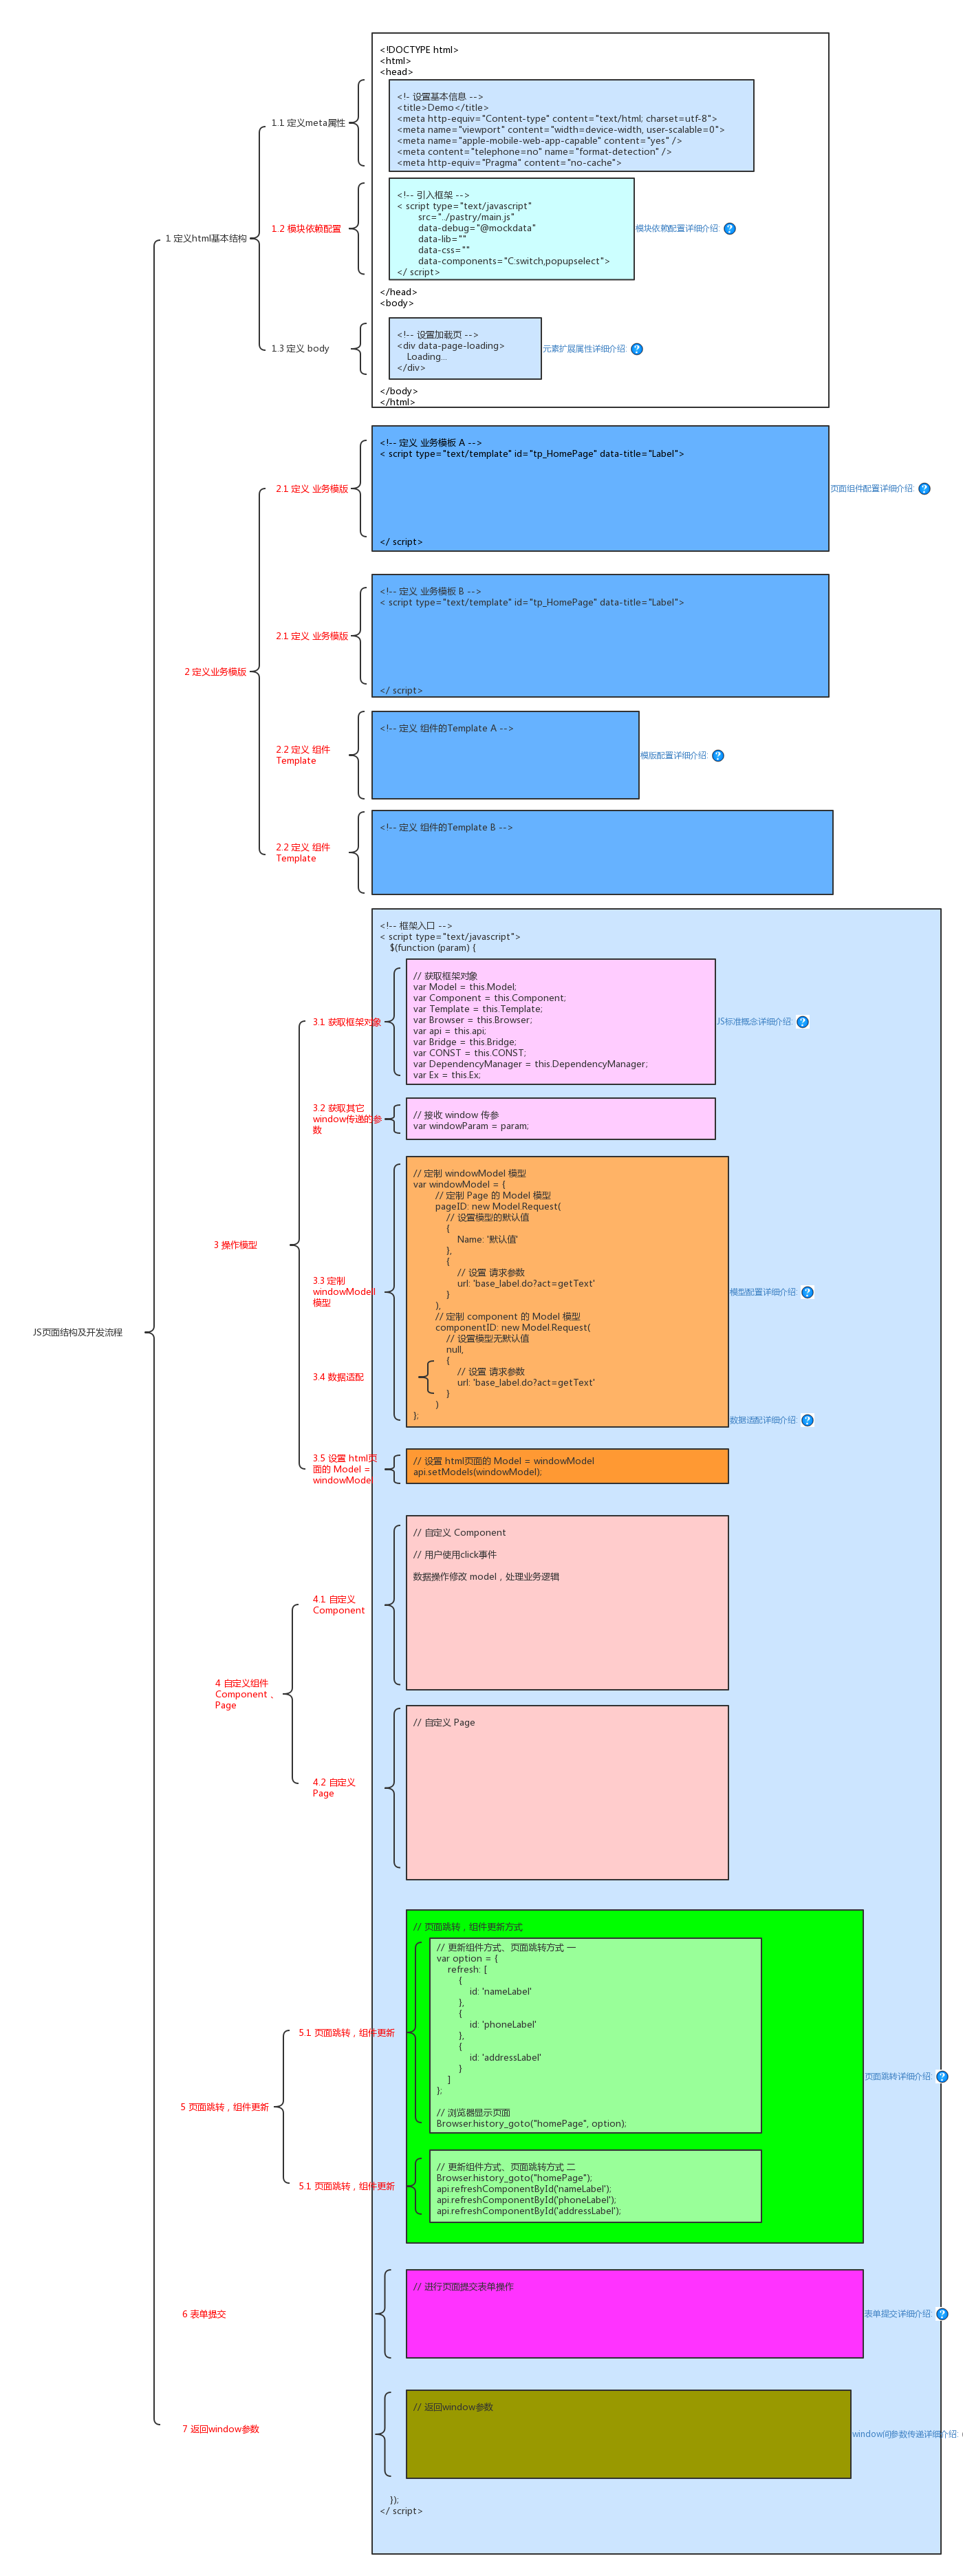 <!DOCTYPE html>
<html>
<head>
1.1 定义meta属性
<!- 设置基本信息 -->
<title>Demo</title>
<meta http-equiv="Content-type" content="text/html; charset=utf-8">
<meta name="viewport" content="width=device-width, user-scalable=0">
<meta name="apple-mobile-web-app-capable" content="yes" />
<meta content="telephone=no" name="format-detection" />
<meta http-equiv="Pragma" content="no-cache">
1 定义html基本结构
1.2 模块依赖配置
<!-- 引入框架 -->
< script type="text/javascript"
src="../pastry/main.js"
data-debug="@mockdata"
data-lib=""
data-css=""
data-components="C:switch,popupselect">
</ script>
模块依赖配置详细介绍:
</head>
<body>
1.3 定义 body
<!-- 设置加载页 -->
<div data-page-loading>
Loading...
</div>
元素扩展属性详细介绍:
</body>
</html>
2 定义业务模版
2.1 定义 业务模版
<!-- 定义 业务模板 A -->
< script type="text/template" id="tp_HomePage" data-title="Label">
</ script>
页面组件配置详细介绍:
2.1 定义 业务模版
<!-- 定义 业务模板 B -->
< script type="text/template" id="tp_HomePage" data-title="Label">
</ script>
2.2 定义 组件
Template
<!-- 定义 组件的Template A -->
模版配置详细介绍:
2.2 定义 组件
Template
<!-- 定义 组件的Template B -->
<!-- 框架入口 -->
< script type="text/javascript">
$(function (param) {
3.1 获取框架对象
// 获取框架对象
var Model = this.Model;
var Component = this.Component;
var Template = this.Template;
var Browser = this.Browser;
var api = this.api;
var Bridge = this.Bridge;
var CONST = this.CONST;
var DependencyManager = this.DependencyManager;
var Ex = this.Ex;
JS标准概念详细介绍:
3.2 获取其它
window传递的参
数
// 接收 window 传参
var windowParam = param;
3 操作模型
3.3 定制
windowModell
模型
// 定制 windowModel 模型
var windowModel = {
// 定制 Page 的 Model 模型
pageID: new Model.Request(
// 设置模型的默认值
{
Name: '默认值'
},
{
// 设置 请求参数
url: 'base_label.do?act=getText'
}
),
// 定制 component 的 Model 模型
componentID: new Model.Request(
// 设置模型无默认值
null,
{
// 设置 请求参数
url: 'base_label.do?act=getText'
}
)
};
模型配置详细介绍:
JS页面结构及开发流程
3.4 数据适配
数据适配详细介绍:
3.5 设置 html页
面的 Model =
windowModel
// 设置 html页面的 Model = windowModel
api.setModels(windowModel);
4 自定义组件
Component 、
Page
4.1 自定义
Component
// 自定义 Component
// 用户使用click事件
数据操作修改 model，处理业务逻辑
4.2 自定义
Page
// 自定义 Page
5 页面跳转，组件更新
// 页面跳转，组件更新方式
5.1 页面跳转，组件更新
// 更新组件方式、页面跳转方式 一
var option = {
refresh: [
{
id: 'nameLabel'
},
{
id: 'phoneLabel'
},
{
id: 'addressLabel'
}
]
};
// 浏览器显示页面
Browser.history_goto("homePage", option);
页面跳转详细介绍:
5.1 页面跳转，组件更新
// 更新组件方式、页面跳转方式 二
Browser.history_goto("homePage");
api.refreshComponentById('nameLabel');
api.refreshComponentById('phoneLabel');
api.refreshComponentById('addressLabel');
6 表单提交
// 进行页面提交表单操作
表单提交详细介绍:
7 返回window参数
// 返回window参数
window间参数传递详细介绍:
});
</ script>